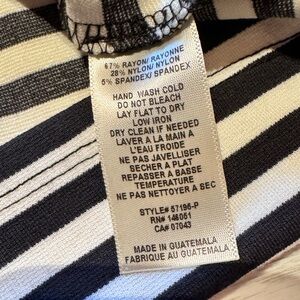 67% RAYON/RAYONNE
28% NYLON/NYLON
5% SPANDEX/SPANDEX
HAND WASH COLD
DO NOT BLEACH
LAY FLAT TO DRY
LOW IRON
DRY CLEAN IF NEEDED
LAVER A LA MAIN A
L'EAU FROIDE
NE PAS JAVELLISER
SECHER A PLAT
REPASSER A BASSE
TEMPERATURE
NE PAS NETTOYER A SEC
STYLE# 57196-P
RN# 148051
CA# 07043
MADE IN GUATEMALA
FABRIQUE AU GUATEMALA